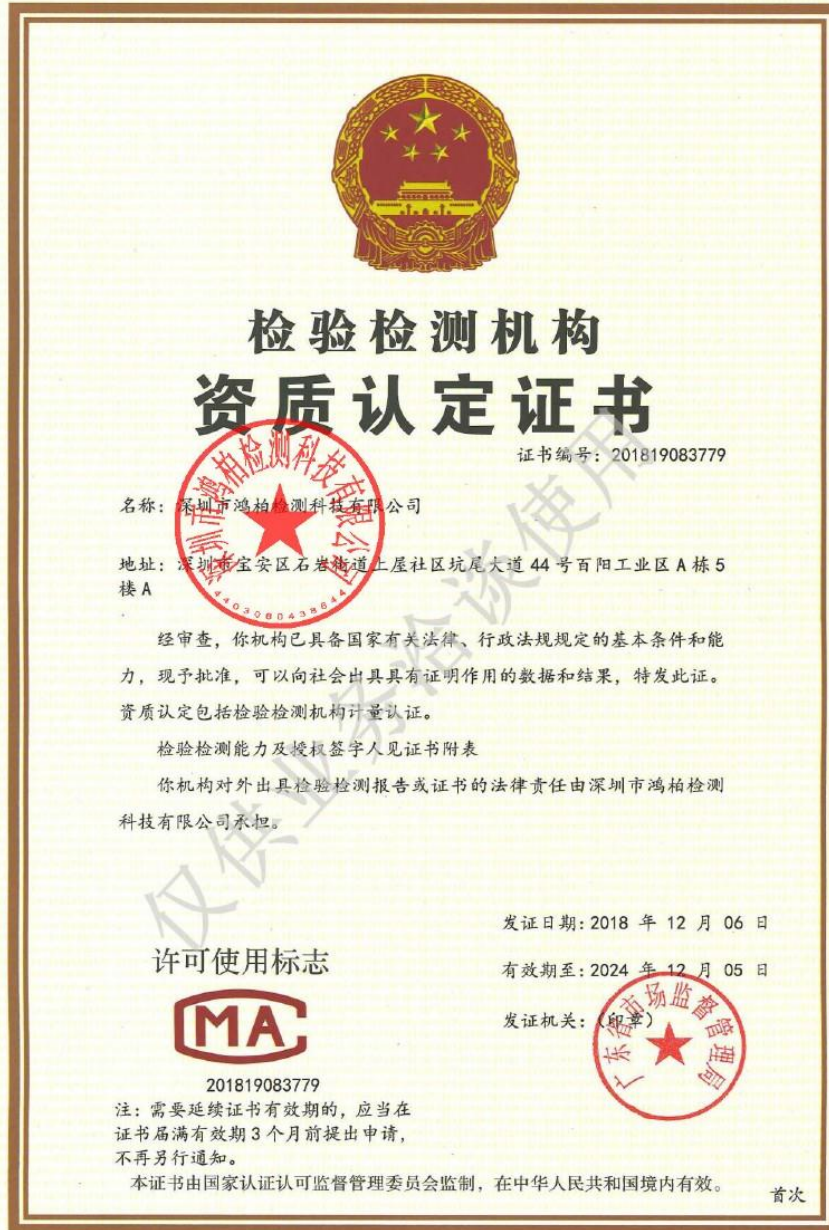 检验检测机构
资质认定证书
证书编号：201819083779
名称：深圳市鸿柏检测科技有限公司
地址：深圳市宝安区石岩街道上屋社区坑尾大道 44 号百阳工业区 A 栋 5
楼 A
深圳市鸿柏检测科技有限公司
经审查，你机构已具备国家有关法律、行政法规规定的基本条件和能
力，现予批准，可以向社会出具具有证明作用的数据和结果，特发此证。
资质认定包括检验检测机构计量认证。
检验检测能力及授权签字人见证书附表
你机构对外出具检验检测报告或证书的法律责任由深圳市鸿柏检测
科技有限公司承担。
仅供业务洽谈使用
发证日期：2018 年 12 月 06 日
有效期至：2024 年 12 月 05 日
发证机关：（印章）
广东省市场监督管理局
许可使用标志
MA
201819083779
注：需要延续证书有效期的，应当在
证书届满有效期 3 个月前提出申请，
不再另行通知。
本证书由国家认证认可监督管理委员会监制，在中华人民共和国境内有效。
首次